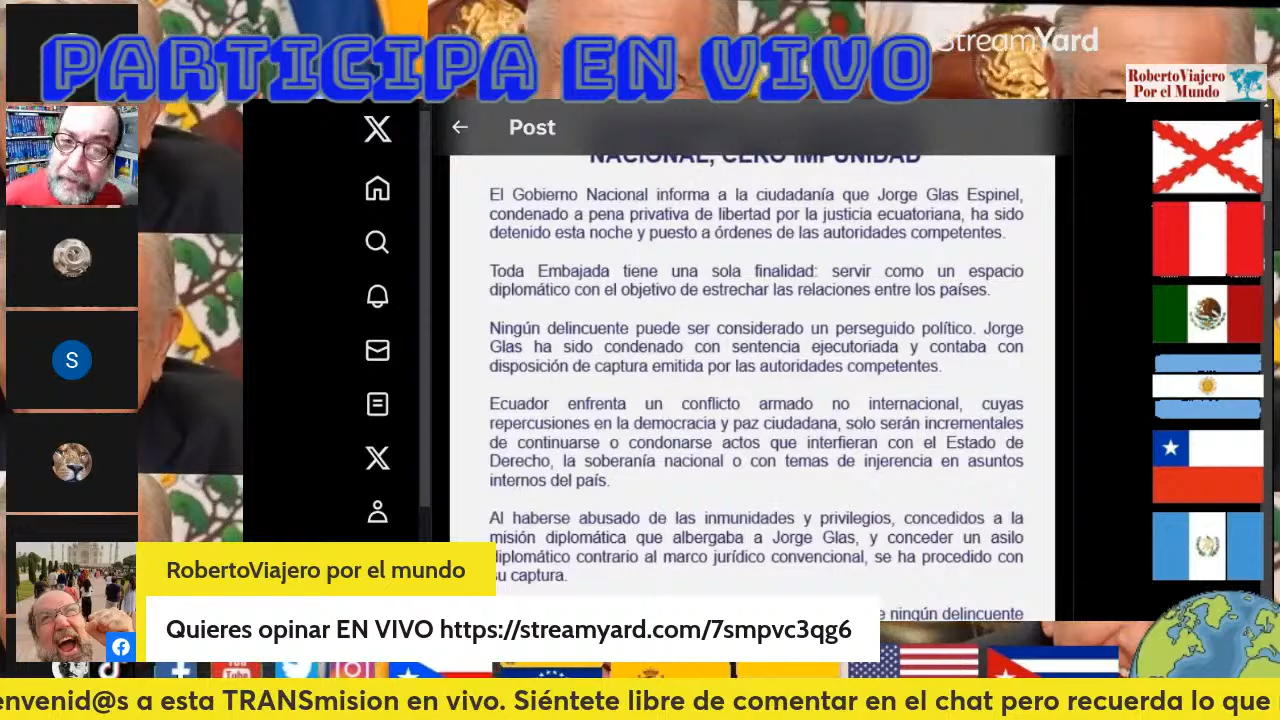 PARTICIPA EN VIVO
StreamYard
RobertoViajero
Por el Mundo
Post
NACIONAL, CERO IMPUNIDAD
El Gobierno Nacional informa a la ciudadanía que Jorge Glas Espinel,
condenado a pena privativa de libertad por la justicia ecuatoriana, ha sido
detenido esta noche y puesto a órdenes de las autoridades competentes.
Toda Embajada tiene una sola finalidad: servir como un espacio
diplomático con el objetivo de estrechar las relaciones entre los países.
Ningún delincuente puede ser considerado un perseguido político. Jorge
Glas ha sido condenado con sentencia ejecutoriada y contaba con
disposición de captura emitida por las autoridades competentes.
Ecuador enfrenta un conflicto armado no internacional, cuyas
repercusiones en la democracia y paz ciudadana, solo serán incrementales
de continuarse o condonarse actos que interfieran con el Estado de
Derecho, la soberanía nacional o con temas de injerencia en asuntos
internos del país.
Al haberse abusado de las inmunidades y privilegios, concedidos a la
misión diplomática que albergaba a Jorge Glas, y conceder un asilo
diplomático contrario al marco jurídico convencional, se ha procedido con
su captura.
ningún delincuente
S
RobertoViajero por el mundo
Quieres opinar EN VIVO https://streamyard.com/7smpvc3qg6
You
Tube
envenid@s a esta TRANSmision en vivo. Siéntete libre de comentar en el chat pero recuerda lo que